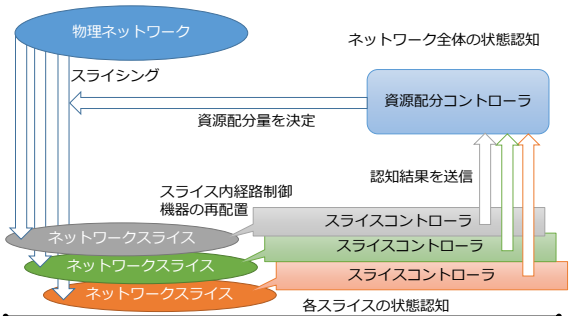 物理ネットワーク
ネットワーク全体の状態認知
スライシング
資源配分コントローラ
資源配分量を決定
認知結果を送信
スライス内経路制御
機器の再配置
スライスコントローラ
ネットワークスライス
スライスコントローラ
ネットワークスライス
スライスコントローラ
ネットワークスライス
各スライスの状態認知